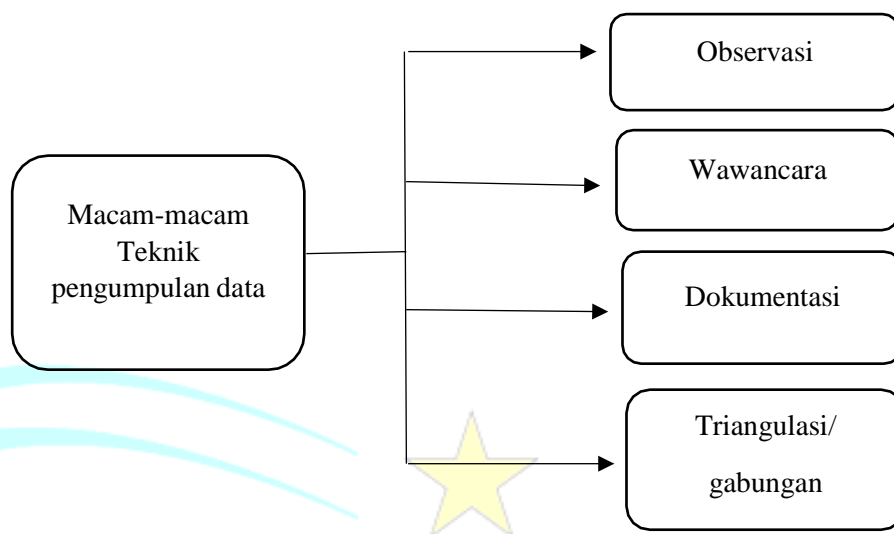 Macam-macam
Teknik
pengumpulan data
Observasi
Wawancara
Dokumentasi
Triangulasi/
gabungan